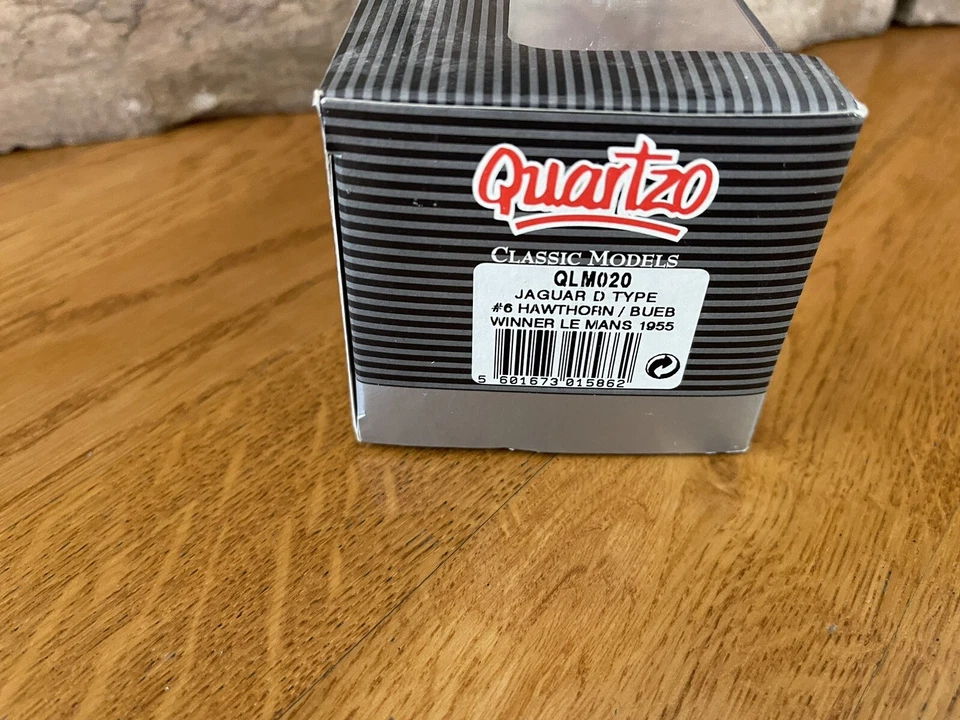 Quartzo
CLASSIC MODELS
QLM020
JAGUAR D TYPE
#6 HAWTHORN / BUEB
WINNER LE MANS 1955
5 601673 015862